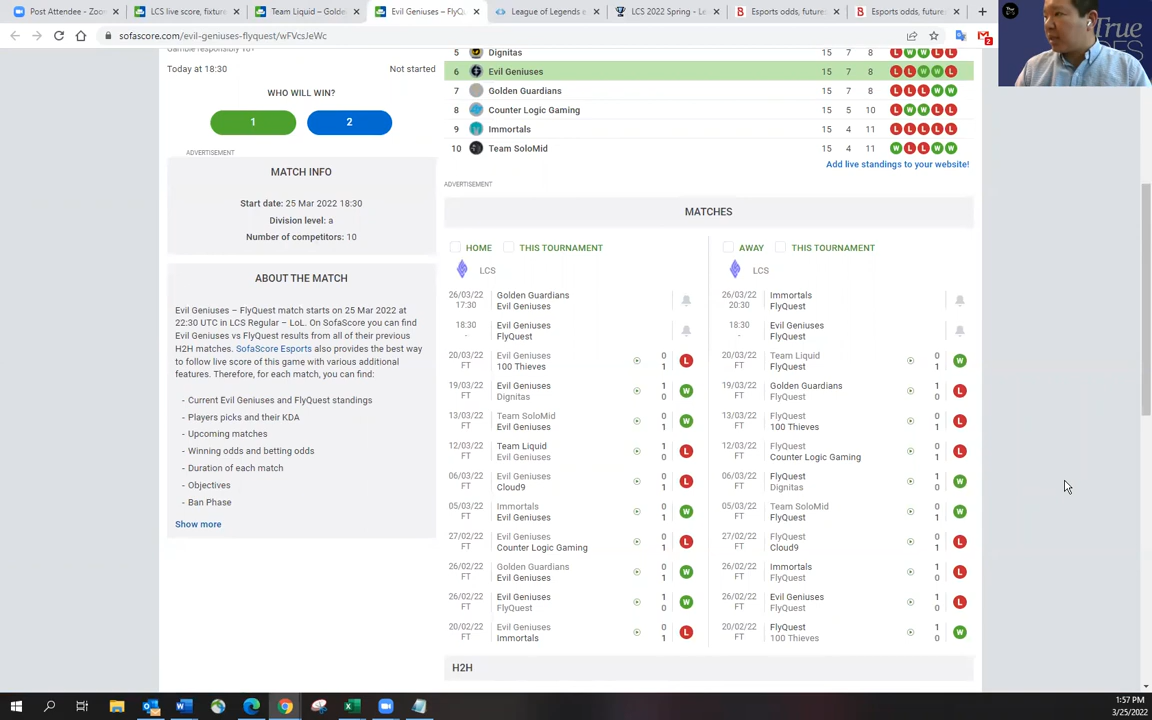 Post Attendee – Zoo
LCS live score, fixture
Team Liquid – Golde
Evil Geniuses – FlyQu
League of Legends e
LCS 2022 Spring - Le
Esports odds, future
Esports odds, future
sofascore.com/evil-geniuses-flyquest/wFVcsJeWc
Gamble responsibly 18+
Today at 18:30
Not started
WHO WILL WIN?
1
2
ADVERTISEMENT
MATCH INFO
Start date: 25 Mar 2022 18:30
Division level: a
Number of competitors: 10
ABOUT THE MATCH
Evil Geniuses – FlyQuest match starts on 25 Mar 2022 at
22:30 UTC in LCS Regular – LoL. On SofaScore you can find
Evil Geniuses vs FlyQuest results from all of their previous
H2H matches. SofaScore Esports also provides the best way
to follow live score of this game with various additional
features. Therefore, for each match, you can find:
- Current Evil Geniuses and FlyQuest standings
- Players picks and their KDA
- Upcoming matches
- Winning odds and betting odds
- Duration of each match
- Objectives
- Ban Phase
Show more
5 Dignitas 15 7 8 L W W L L
6 Evil Geniuses 15 7 8 L L W W L
7 Golden Guardians 15 7 8 L L L W W
8 Counter Logic Gaming 15 5 10 L W W L L
9 Immortals 15 4 11 L L L L L
10 Team SoloMid 15 4 11 W L L W W
Add live standings to your website!
ADVERTISEMENT
MATCHES
HOME THIS TOURNAMENT
LCS
26/03/22 Golden Guardians
17:30 Evil Geniuses
18:30 Evil Geniuses
- FlyQuest
20/03/22 Evil Geniuses 0
FT 100 Thieves 1 L
19/03/22 Evil Geniuses 1
FT Dignitas 0 W
13/03/22 Team SoloMid 0
FT Evil Geniuses 1 W
12/03/22 Team Liquid 1
FT Evil Geniuses 0 L
06/03/22 Evil Geniuses 0
FT Cloud9 1 L
05/03/22 Immortals 0
FT Evil Geniuses 1 W
27/02/22 Evil Geniuses 0
FT Counter Logic Gaming 1 L
26/02/22 Golden Guardians 0
FT Evil Geniuses 1 W
26/02/22 Evil Geniuses 1
FT FlyQuest 0 W
20/02/22 Evil Geniuses 0
FT Immortals 1 L
AWAY THIS TOURNAMENT
LCS
26/03/22 Immortals
20:30 FlyQuest
18:30 Evil Geniuses
- FlyQuest
20/03/22 Team Liquid 0
FT FlyQuest 1 W
19/03/22 Golden Guardians 1
FT FlyQuest 0 L
13/03/22 FlyQuest 0
FT 100 Thieves 1 L
12/03/22 FlyQuest 0
FT Counter Logic Gaming 1 L
06/03/22 FlyQuest 1
FT Dignitas 0 W
05/03/22 Team SoloMid 0
FT FlyQuest 1 W
27/02/22 FlyQuest 0
FT Cloud9 1 L
26/02/22 Immortals 1
FT FlyQuest 0 L
26/02/22 Evil Geniuses 1
FT FlyQuest 0 L
20/02/22 FlyQuest 1
FT 100 Thieves 0 W
H2H
True
1:57 PM
3/25/2022